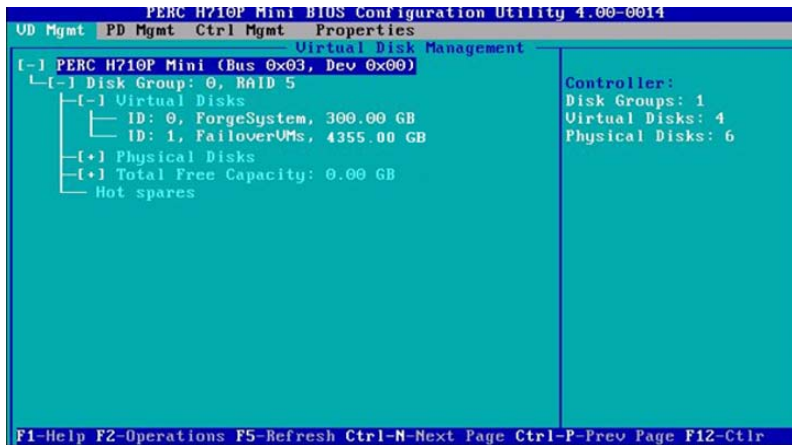 PERC H710P Mini BIOS Configuration Utility 4.00-0014
VD Mgmt PD Mgmt Ctrl Mgmt Properties
Virtual Disk Management
[-] PERC H710P Mini (Bus 0x03, Dev 0x00)
[-] Disk Group: 0, RAID 5
[-] Virtual Disks
ID: 0, ForgeSystem, 300.00 GB
ID: 1, FailoverVMs, 4355.00 GB
[+] Physical Disks
[+] Total Free Capacity: 0.00 GB
Hot spares
Controller:
Disk Groups: 1
Virtual Disks: 4
Physical Disks: 6
F1-Help F2-Operations F5-Refresh Ctrl-N-Next Page Ctrl-P-Prev Page F12-Ctlr